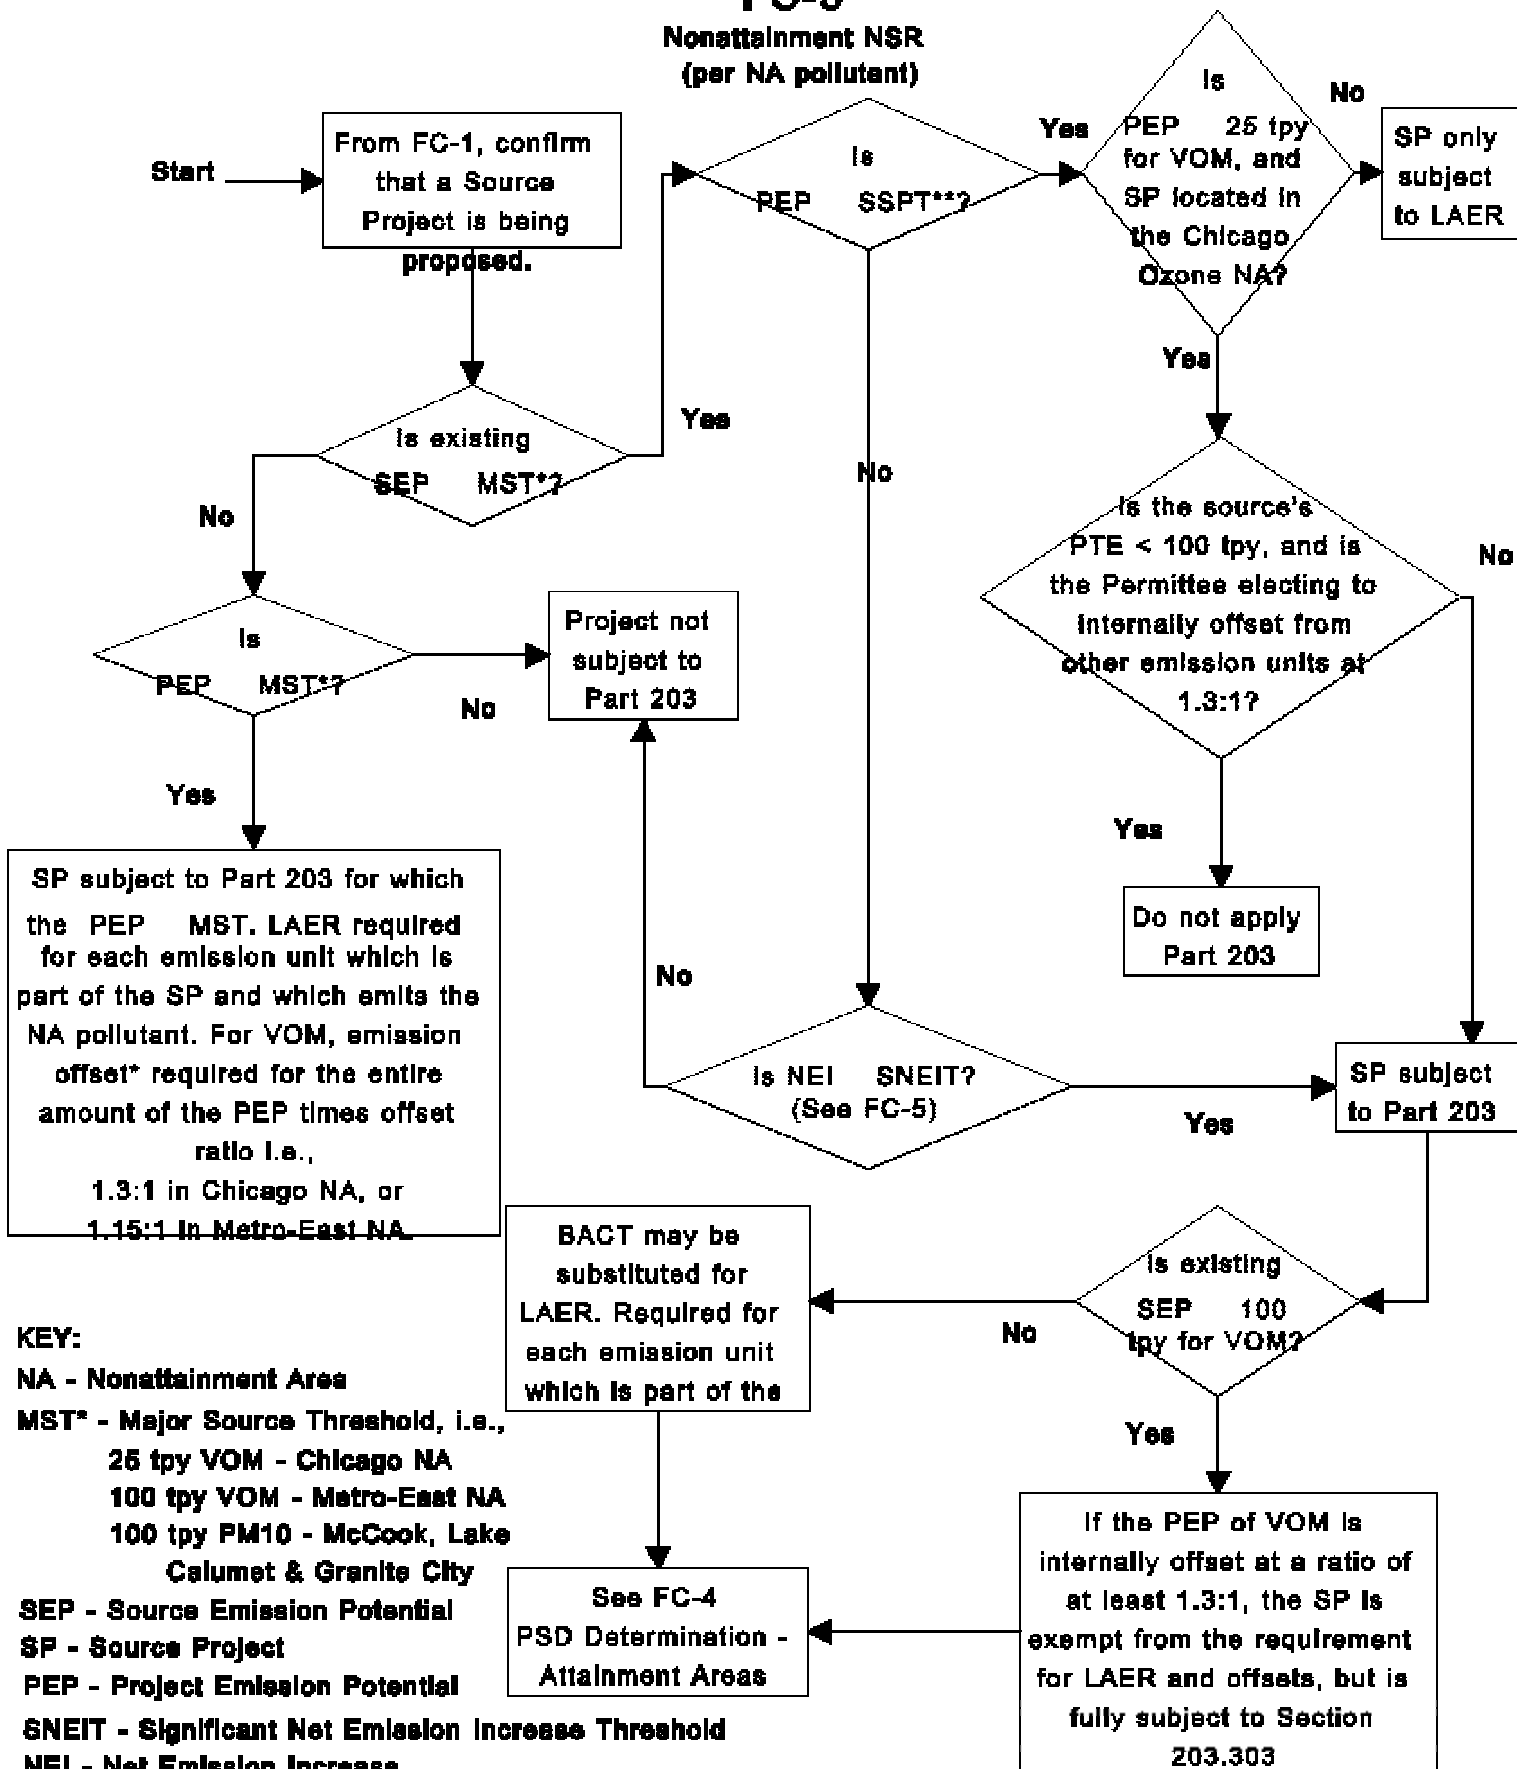 Nonattainment NSR
(per NA pollutant)
Start
From FC-1, confirm
that a Source
Project is being
proposed.
Is existing
SEP MST*?
Yes
No
Is
PEP MST*?
No
Yes
Project not
subject to
Part 203
SP subject to Part 203 for which
the PEP MST. LAER required
for each emission unit which is
part of the SP and which emits the
NA pollutant. For VOM, emission
offset* required for the entire
amount of the PEP times offset
ratio i.e.,
1.3:1 in Chicago NA, or
1.15:1 in Metro-East NA.
Is
PEP SSPT**?
Yes
No
Is
PEP 25 tpy
for VOM, and
SP located in
the Chicago
Ozone NA?
No
SP only
subject
to LAER
Yes
Is the source's
PTE < 100 tpy, and is
the Permittee electing to
internally offset from
other emission units at
1.3:1?
No
Yes
Do not apply
Part 203
Is NEI SNEIT?
(See FC-5)
No
Yes
SP subject
to Part 203
Is existing
SEP 100
tpy for VOM?
No
Yes
BACT may be
substituted for
LAER. Required for
each emission unit
which is part of the
See FC-4
PSD Determination -
Attainment Areas
If the PEP of VOM is
internally offset at a ratio of
at least 1.3:1, the SP is
exempt from the requirement
for LAER and offsets, but is
fully subject to Section
203.303
KEY:
NA - Nonattainment Area
MST* - Major Source Threshold, i.e.,
25 tpy VOM - Chicago NA
100 tpy VOM - Metro-East NA
100 tpy PM10 - McCook, Lake
Calumet & Granite City
SEP - Source Emission Potential
SP - Source Project
PEP - Project Emission Potential
SNEIT - Significant Net Emission Increase Threshold
NEI - Net Emission Increase